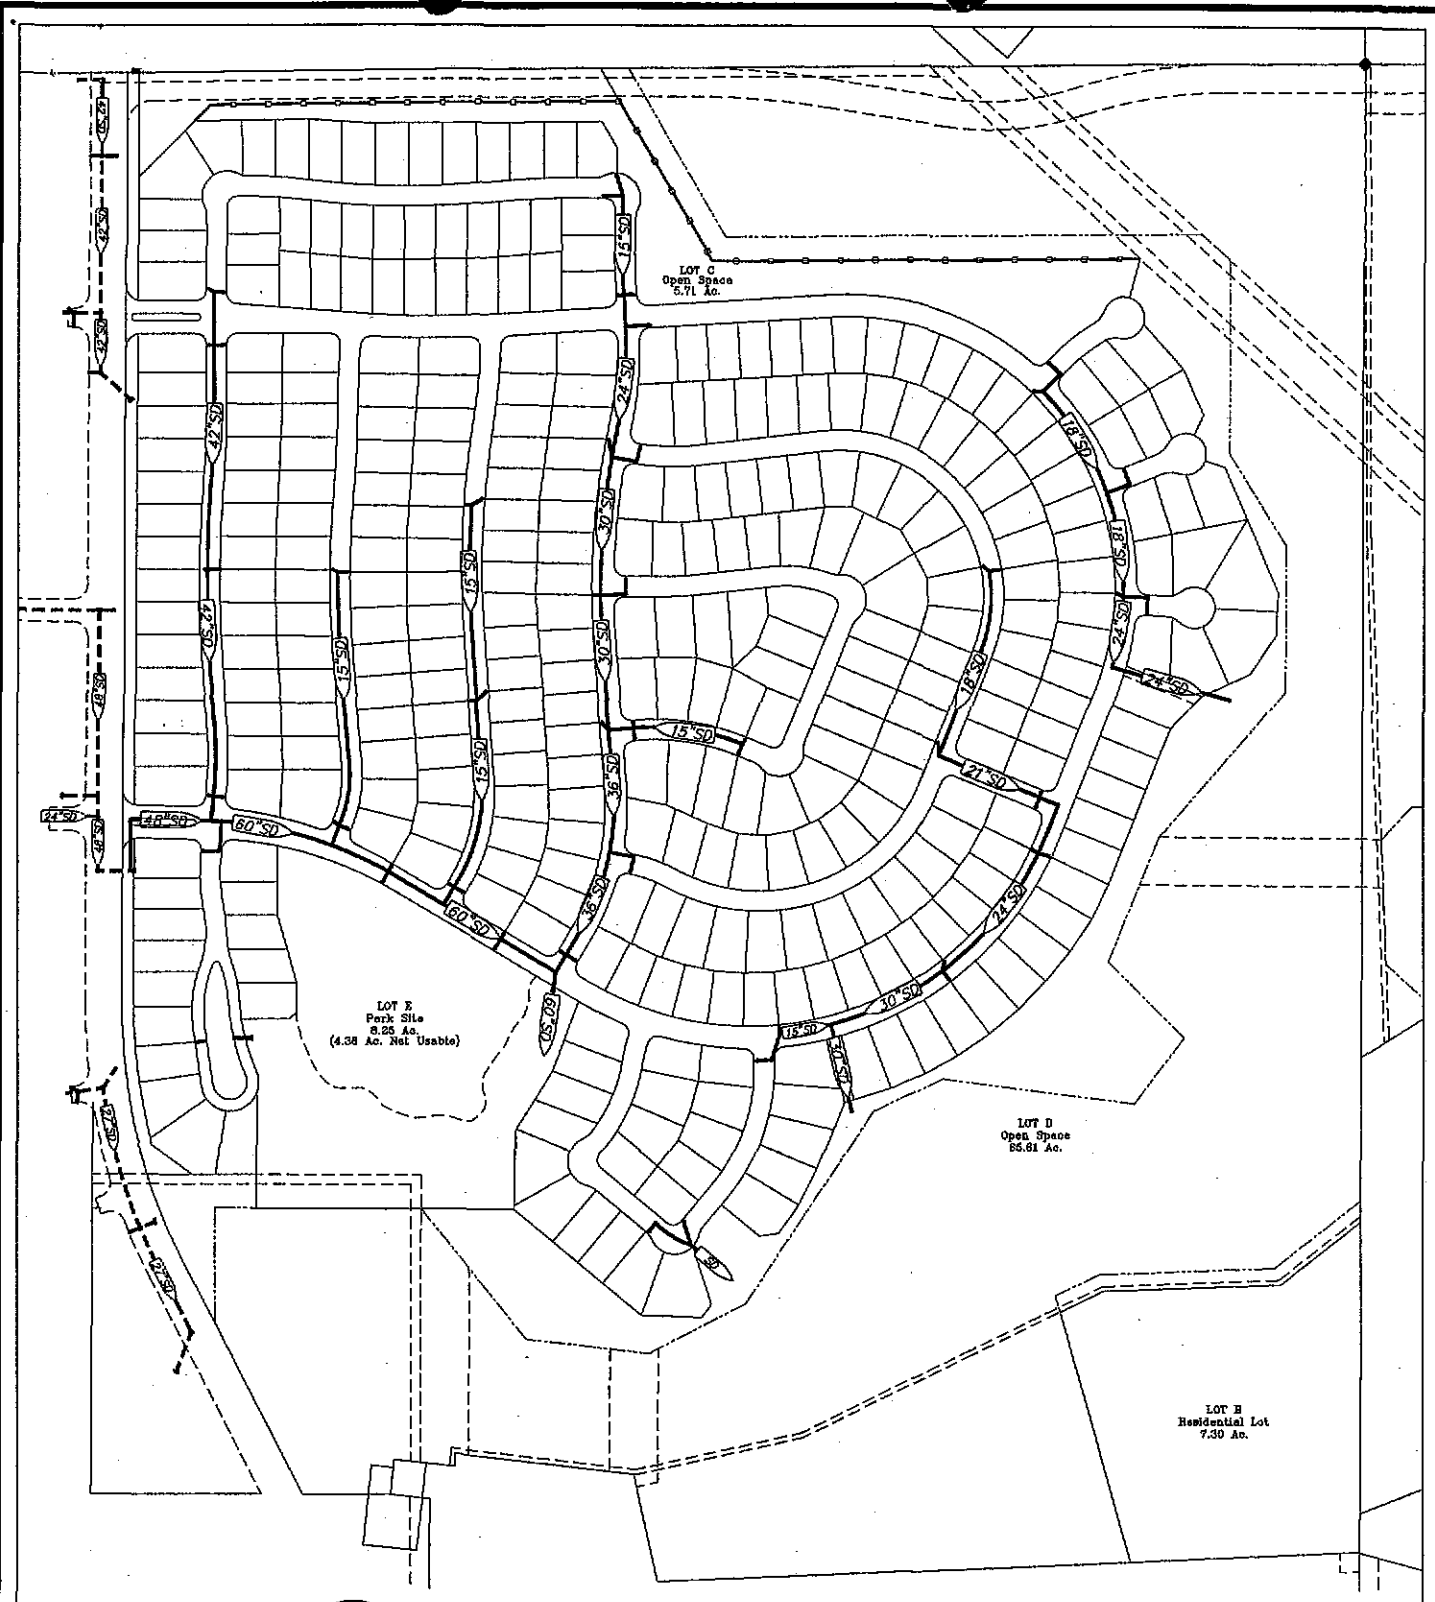 42"SD
42"SD
15"SD
LOT C
Open Space
5.71 Ac.
42"SD
24"SD
42"SD
18"SD
30"SD
18"SD
15"SD
42"SD
24"SD
30"SD
15"SD
18"SD
24"SD
48"SD
15"SD
15"SD
36"SD
21"SD
24"SD
48"SD
60"SD
48"SD
36"SD
24"SD
60"SD
30"SD
LOT E
Park Site
8.25 Ac.
(4.38 Ac. Net Usable)
60"SD
15"SD
30"SD
27"SD
LOT D
Open Space
65.61 Ac.
SD
27"SD
LOT H
Residential Lot
7.30 Ac.